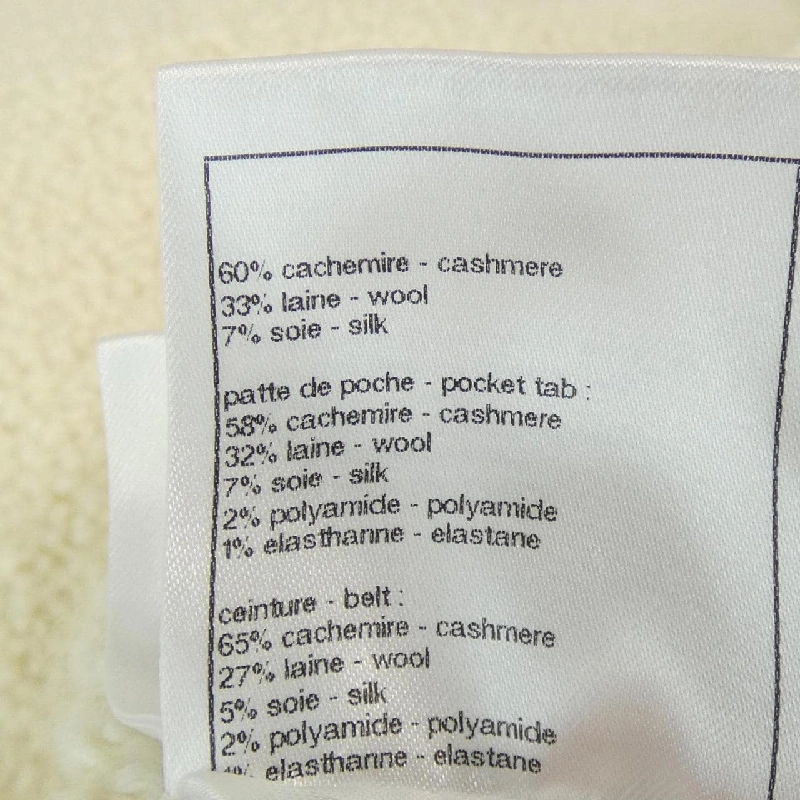 60% cachemire - cashmere
33% laine - wool
7% soie - silk
patte de poche - pocket tab :
58% cachemire - cashmere
32% laine - wool
7% soie - silk
2% polyamide - polyamide
1% elasthanne - elastane
ceinture - belt :
65% cachemire - cashmere
27% laine - wool
5% soie - silk
2% polyamide - polyamide
1% elasthanne - elastane